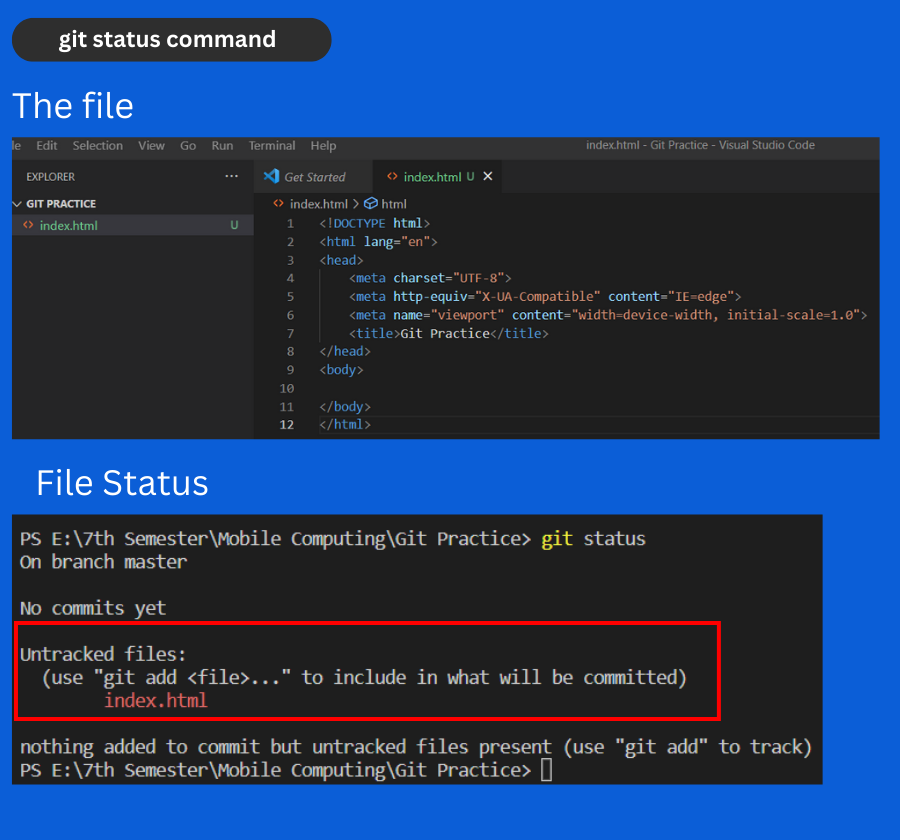 git status command
The file
le Edit Selection View Go Run Terminal Help index.html - Git Practice - Visual Studio Code
EXPLORER ... Get Started index.html U
GIT PRACTICE index.html > html
index.html U
1 <!DOCTYPE html>
2 <html lang="en">
3 <head>
4 <meta charset="UTF-8">
5 <meta http-equiv="X-UA-Compatible" content="IE=edge">
6 <meta name="viewport" content="width=device-width, initial-scale=1.0">
7 <title>Git Practice</title>
8 </head>
9 <body>
10
11 </body>
12 </html>
File Status
PS E:\7th Semester\Mobile Computing\Git Practice> git status
On branch master
No commits yet
Untracked files:
(use "git add <file>..." to include in what will be committed)
index.html
nothing added to commit but untracked files present (use "git add" to track)
PS E:\7th Semester\Mobile Computing\Git Practice>